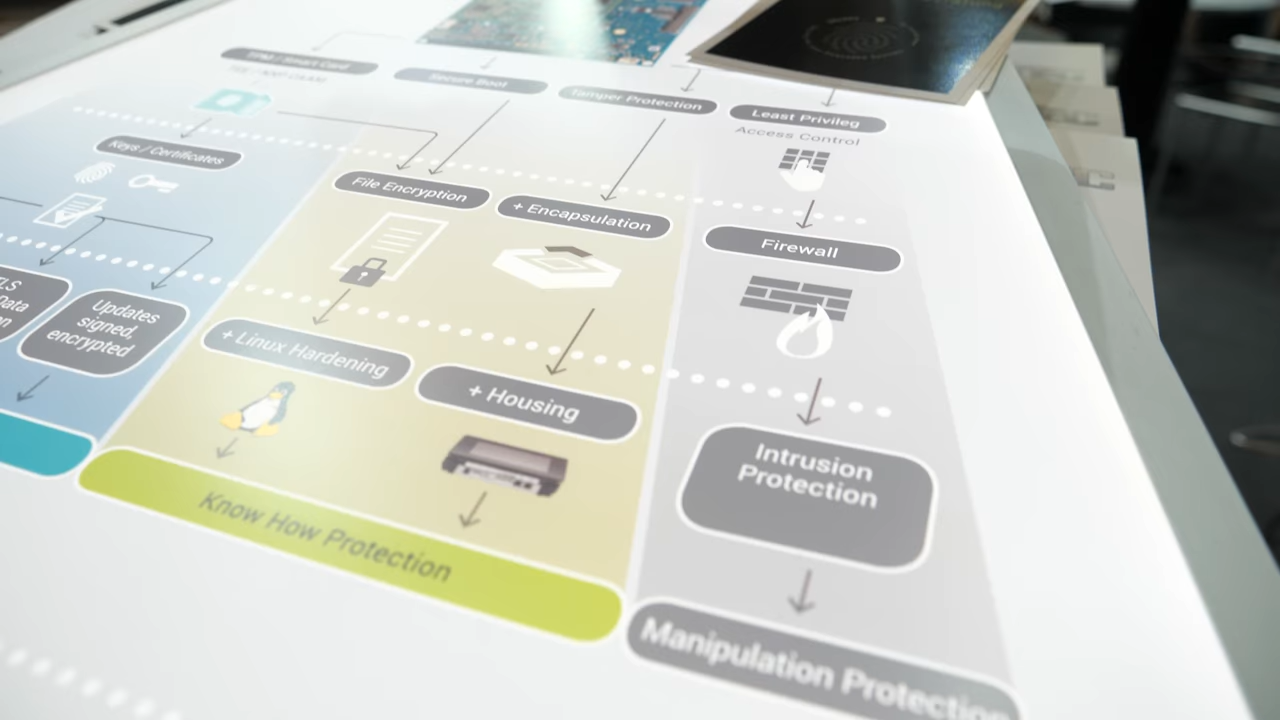 Secure Boot
Tamper Protection
Least Privileg
Access Control
Keys / Certificates
File Encryption
+ Encapsulation
Firewall
Updates
signed,
encrypted
+ Linux Hardening
+ Housing
Intrusion
Protection
Know How Protection
Manipulation Protection